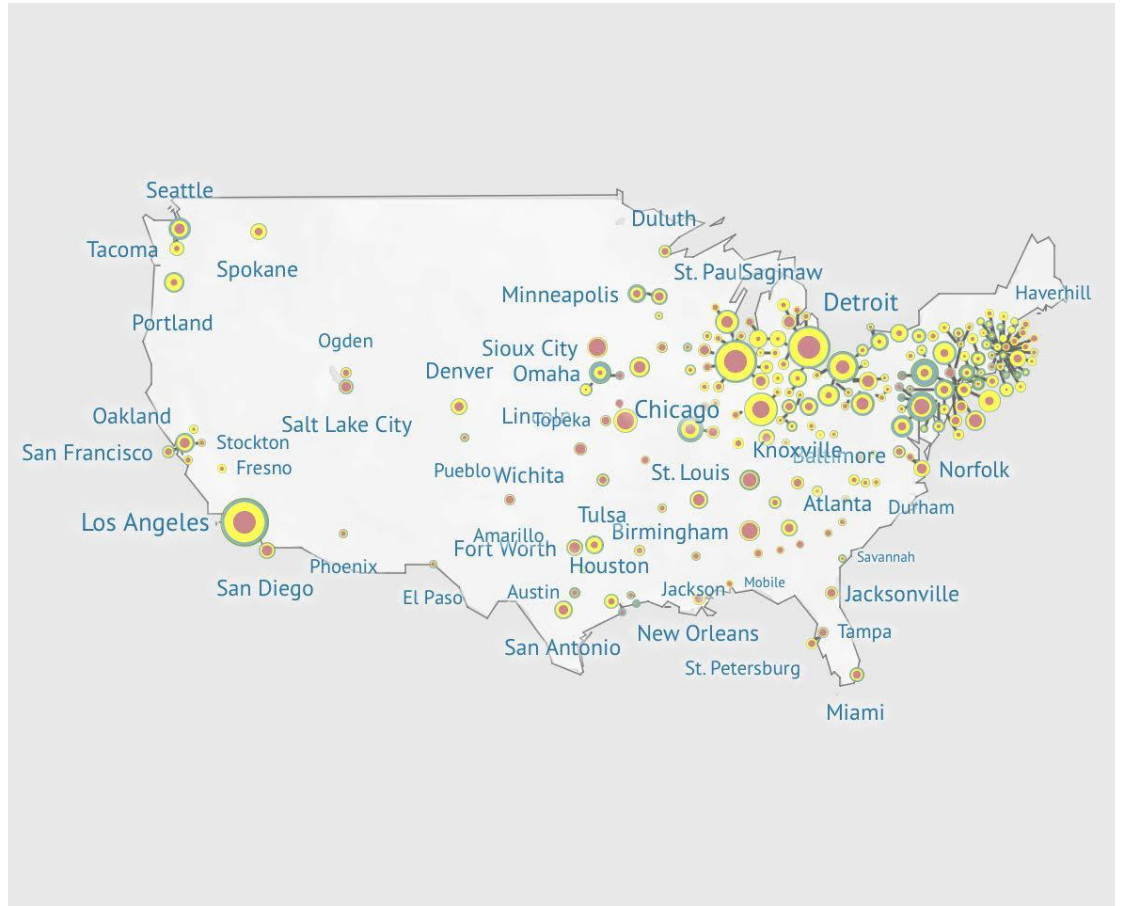 Seattle
Duluth
Tacoma
Spokane
St. Paul
Saginaw
Minneapolis
Detroit
Haverhill
Portland
Ogden
Sioux City
Denver
Omaha
Oakland
Lincoln
Topeka
Chicago
Salt Lake City
San Francisco
Stockton
Knoxville
Baltimore
Fresno
Pueblo
Wichita
St. Louis
Norfolk
Los Angeles
Tulsa
Atlanta
Durham
Amarillo
Birmingham
Fort Worth
Phoenix
Houston
Savannah
San Diego
El Paso
Austin
Jackson
Mobile
Jacksonville
New Orleans
Tampa
San Antonio
St. Petersburg
Miami